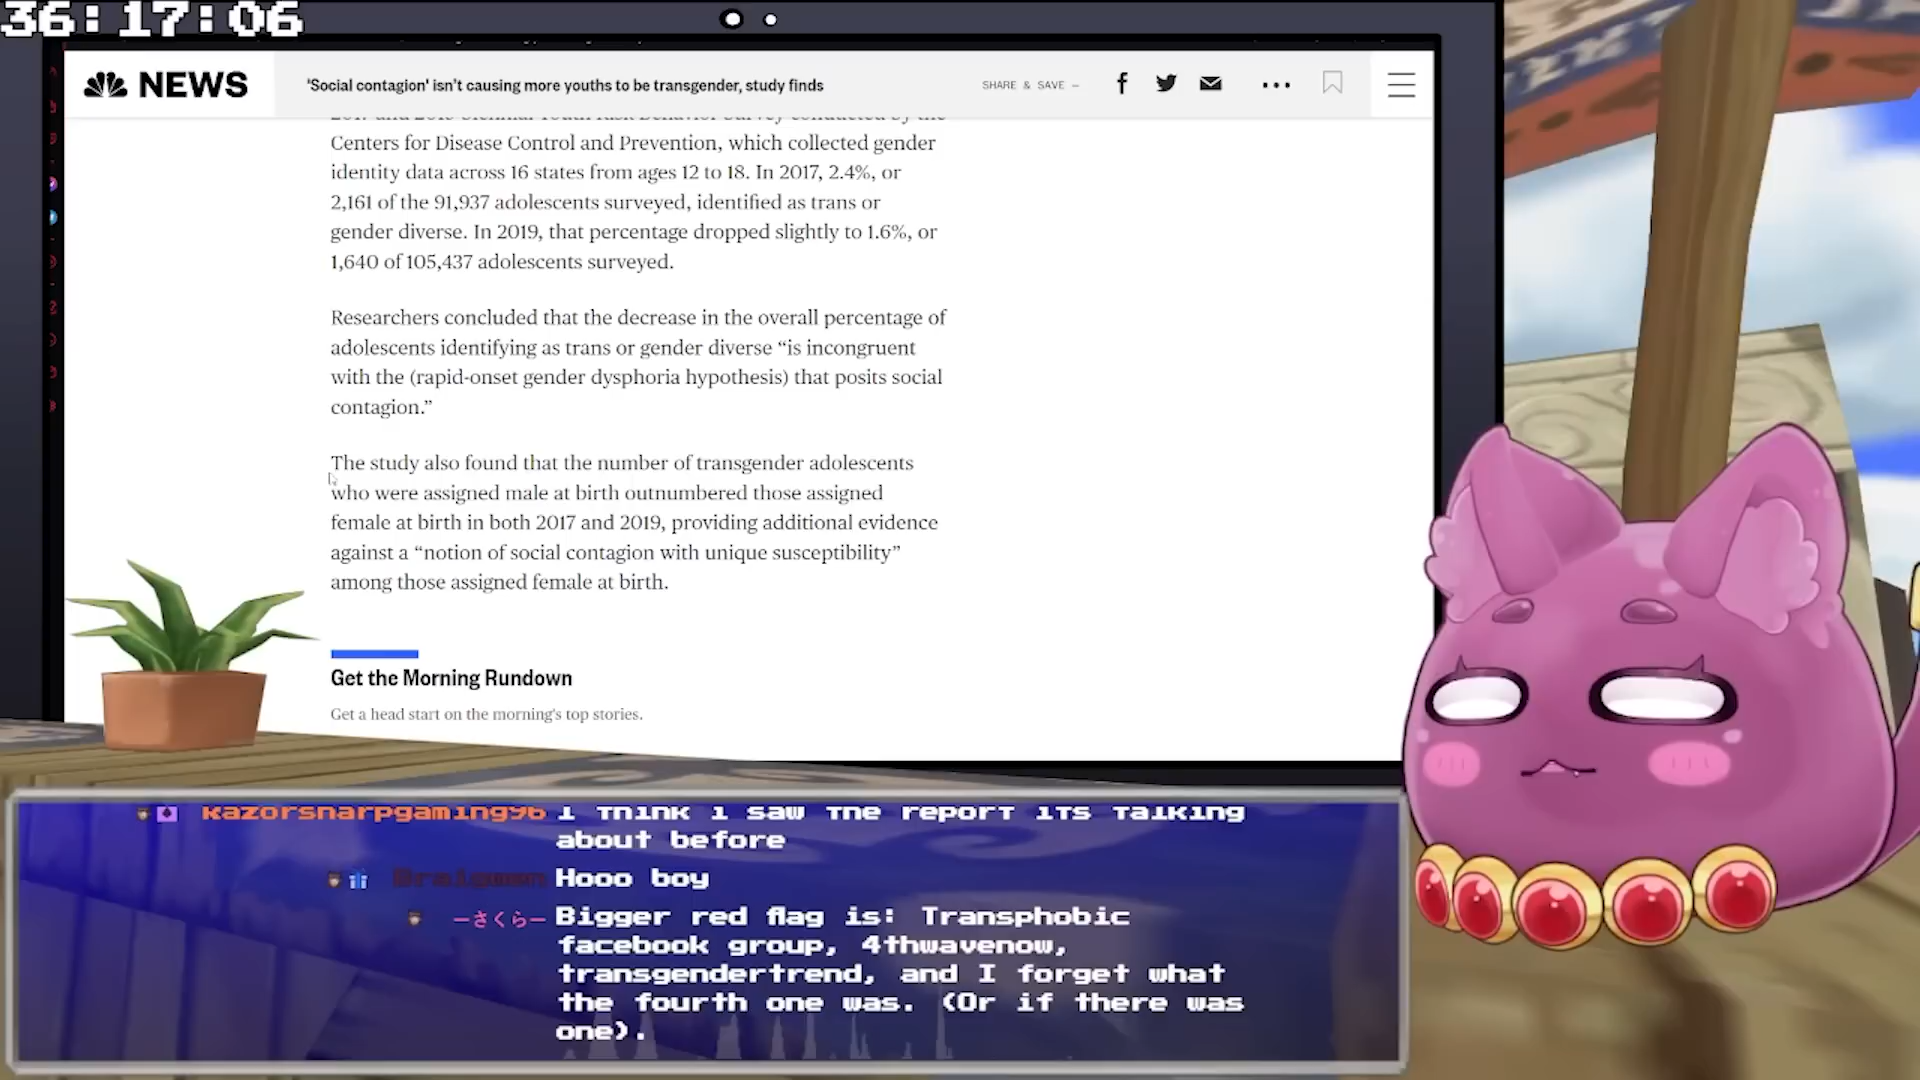 36:17:06
NEWS
'Social contagion' isn't causing more youths to be transgender, study finds
SHARE & SAVE —
Centers for Disease Control and Prevention, which collected gender
identity data across 16 states from ages 12 to 18. In 2017, 2.4%, or
2,161 of the 91,937 adolescents surveyed, identified as trans or
gender diverse. In 2019, that percentage dropped slightly to 1.6%, or
1,640 of 105,437 adolescents surveyed.
Researchers concluded that the decrease in the overall percentage of
adolescents identifying as trans or gender diverse “is incongruent
with the (rapid-onset gender dysphoria hypothesis) that posits social
contagion.”
The study also found that the number of transgender adolescents
who were assigned male at birth outnumbered those assigned
female at birth in both 2017 and 2019, providing additional evidence
against a “notion of social contagion with unique susceptibility”
among those assigned female at birth.
Get the Morning Rundown
Get a head start on the morning's top stories.
I think i saw the report its talking
about before
Hooo boy
ーさくらー Bigger red flag is: Transphobic
facebook group, 4thwavenow,
transgendertrend, and I forget what
the fourth one was. (Or if there was
one).